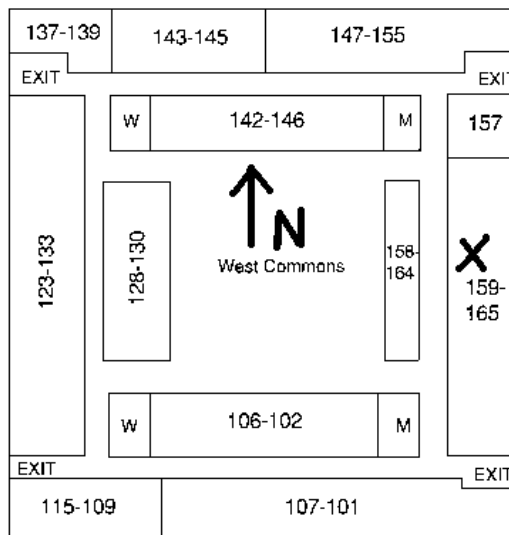 137-139
143-145
147-155
EXIT
EXIT
W
142-146
M
157
N
West Commons
123-133
128-130
158-
164
X
159-
165
W
106-102
M
EXIT
EXIT
115-109
107-101